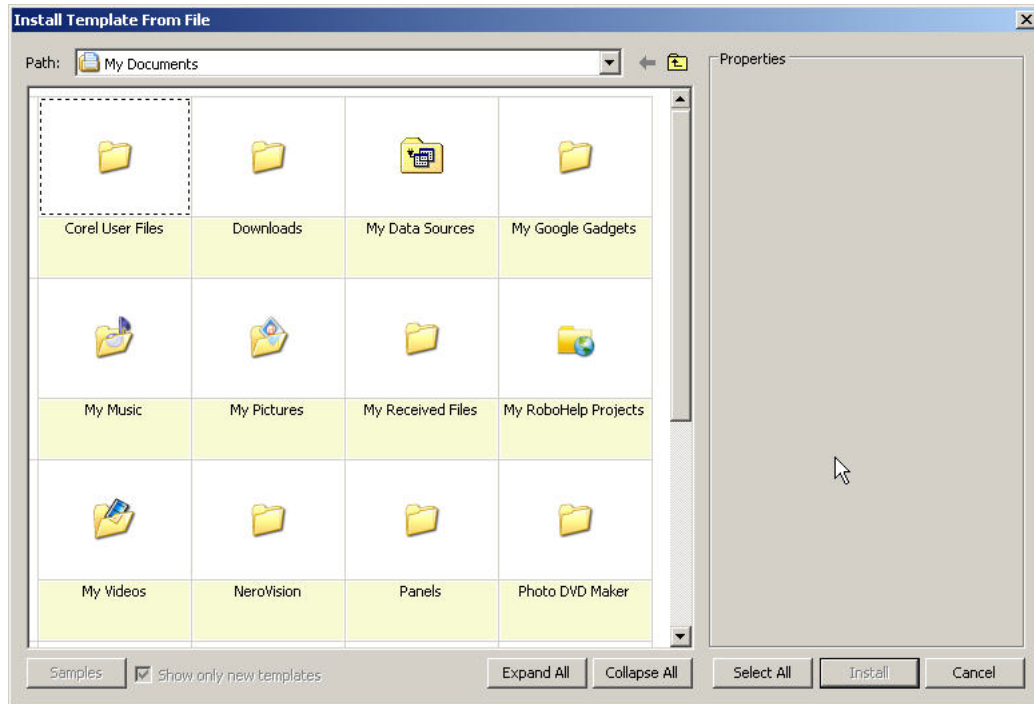 Install Template From File
Path: My Documents
Properties
Corel User Files
Downloads
My Data Sources
My Google Gadgets
My Music
My Pictures
My Received Files
My RoboHelp Projects
My Videos
NeroVision
Panels
Photo DVD Maker
Samples
Show only new templates
Expand All
Collapse All
Select All
Install
Cancel